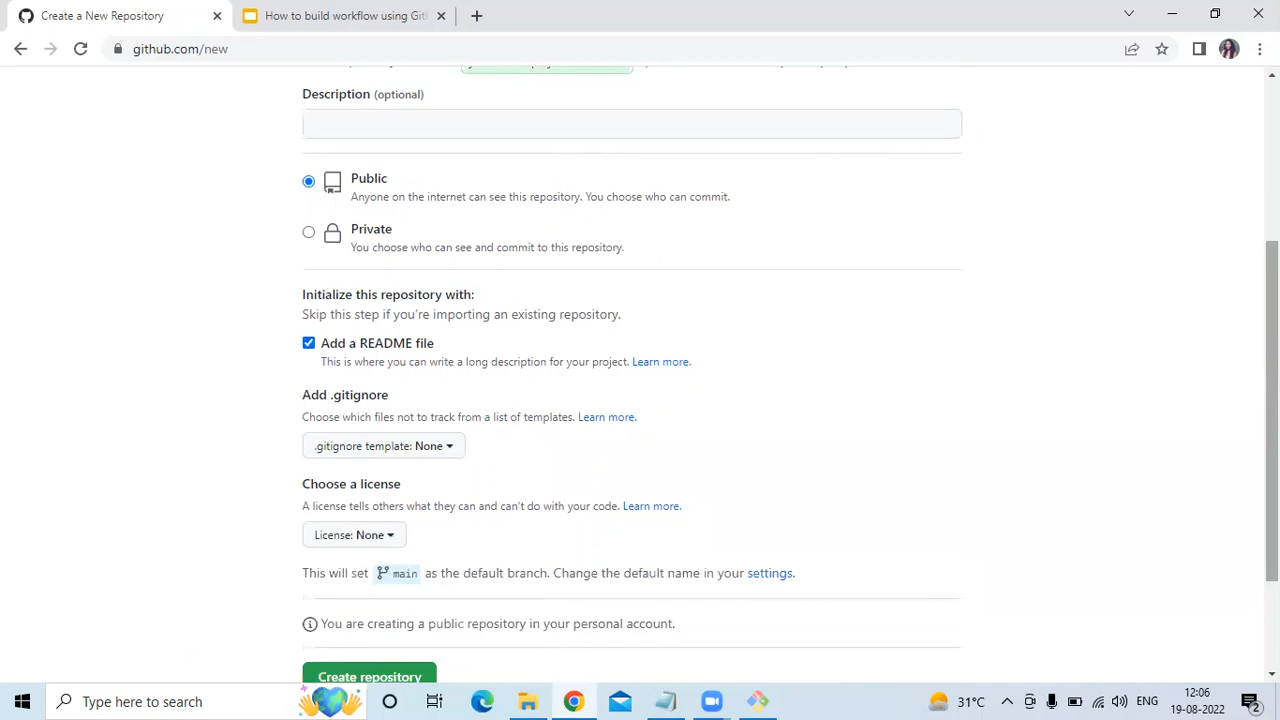 Create a New Repository
How to build workflow using Git
github.com/new
Description (optional)
Public
Anyone on the internet can see this repository. You choose who can commit.
Private
You choose who can see and commit to this repository.
Initialize this repository with:
Skip this step if you're importing an existing repository.
Add a README file
This is where you can write a long description for your project. Learn more.
Add .gitignore
Choose which files not to track from a list of templates. Learn more.
.gitignore template: None
Choose a license
A license tells others what they can and can't do with your code. Learn more.
License: None
This will set main as the default branch. Change the default name in your settings.
You are creating a public repository in your personal account.
Create repository
Type here to search
31°C
ENG
12:06
19-08-2022
2